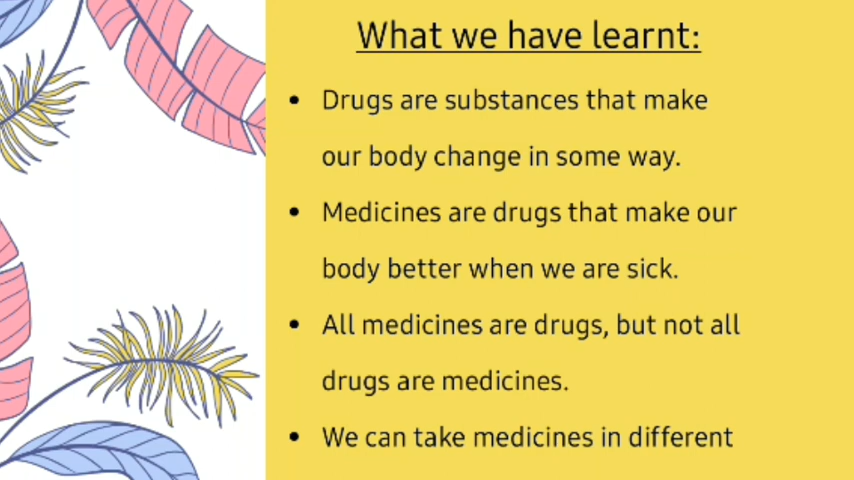 What we have learnt:
• Drugs are substances that make
our body change in some way.
• Medicines are drugs that make our
body better when we are sick.
• All medicines are drugs, but not all
drugs are medicines.
• We can take medicines in different